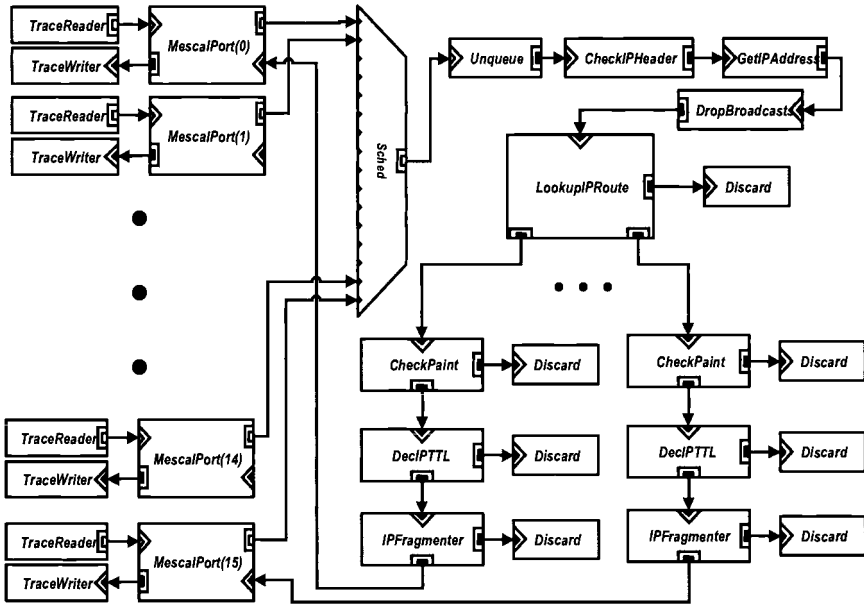 TraceReader
MescalPort(0)
TraceWriter
TraceReader
MescalPort(1)
TraceWriter
Sched
Unqueue
CheckIPHeader
GetIPAddress
DropBroadcasts
LookupIPRoute
Discard
CheckPaint
Discard
CheckPaint
Discard
DecIPTTL
Discard
DecIPTTL
Discard
IPFragmenter
Discard
IPFragmenter
Discard
TraceReader
MescalPort(14)
TraceWriter
TraceReader
MescalPort(15)
TraceWriter